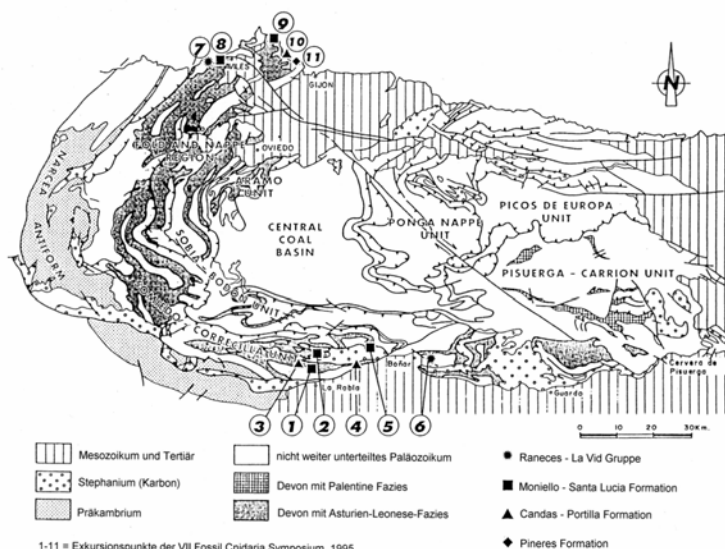 9
7
8
10
11
AVILES
GIJON
N
FOLD AND NAPPE
REGION
OVIEDO
NARCEA
ANTIFORM
ARAMO
UNIT
CENTRAL
COAL
BASIN
PONGA NAPPE
UNIT
PICOS DE EUROPA
UNIT
PISUERGA - CARRION UNIT
SOBIA - BODON UNIT
CORRECILLA UNIT
La Robla
Boñar
Guardo
Cervera de
Pisuerga
3
1
2
4
5
6
0 10 20 30 Km.
Mesozoikum und Tertiär
Stephanium (Karbon)
Präkambrium
nicht weiter unterteiltes Paläozoikum
Devon mit Palentine Fazies
Devon mit Asturien-Leonese-Fazies
Raneces - La Vid Gruppe
Moniello - Santa Lucia Formation
Candas - Portilla Formation
Pineres Formation
1-11 = Exkursionspunkte der VII Fossil Cnidaria Symposium, 1995